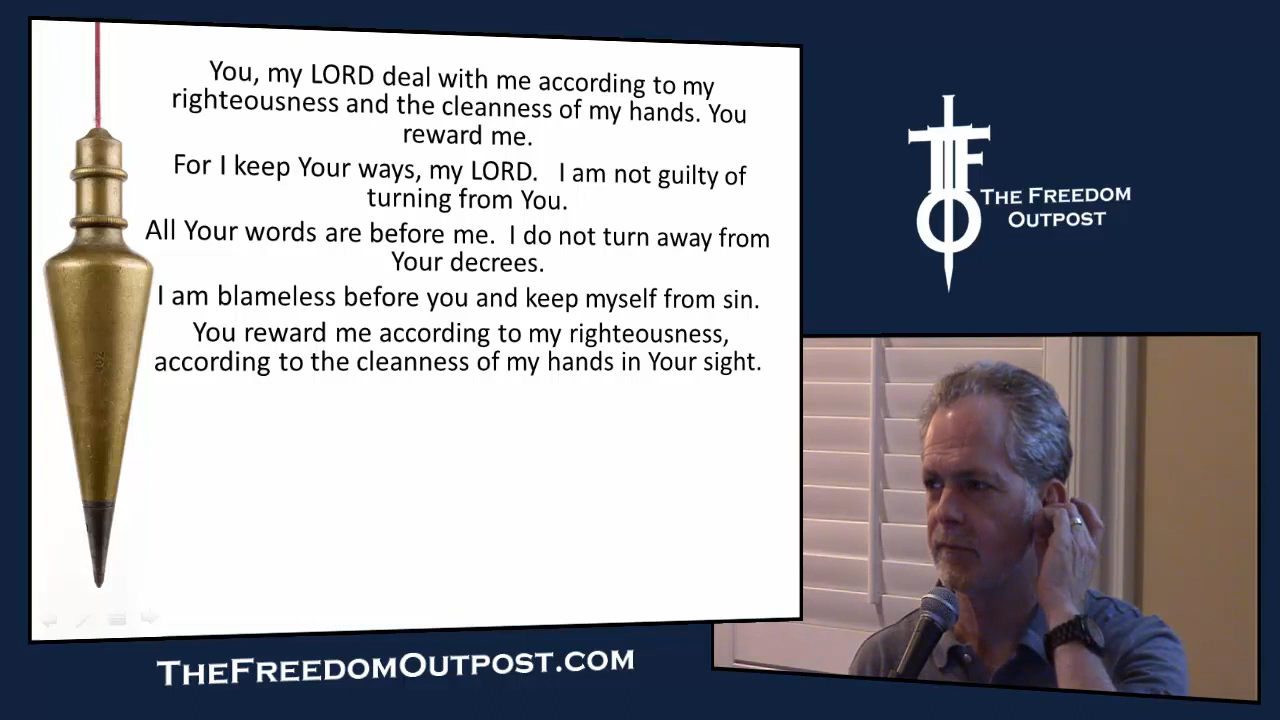 You, my LORD deal with me according to my
righteousness and the cleanness of my hands. You
reward me.
For I keep Your ways, my LORD.   I am not guilty of
turning from You.
All Your words are before me.  I do not turn away from
Your decrees.
I am blameless before you and keep myself from sin.
You reward me according to my righteousness,
according to the cleanness of my hands in Your sight.
TFO
THE FREEDOM
OUTPOST
THEFREEDOMOUTPOST.COM